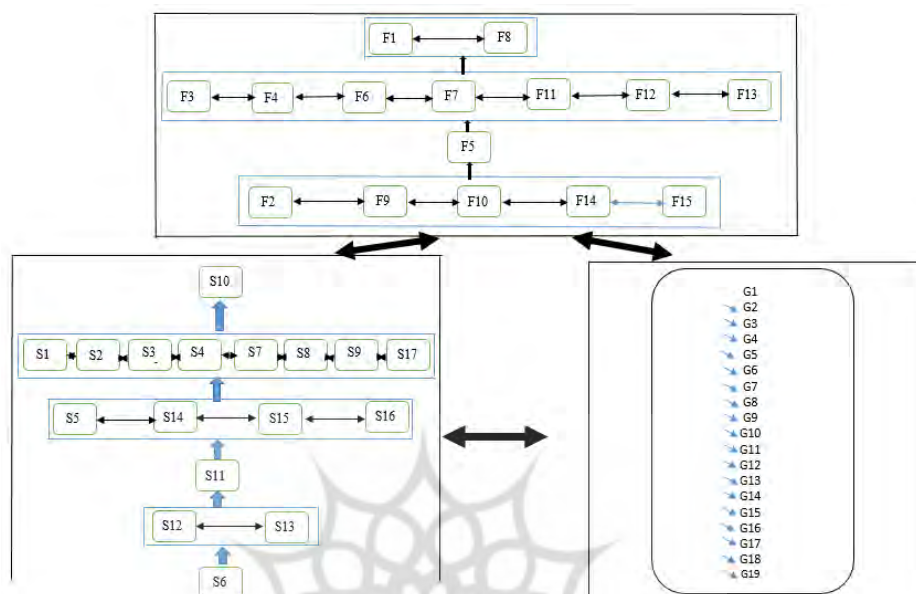 F1 F8
F3 F4 F6 F7 F11 F12 F13
F5
F2 F9 F10 F14 F15
S10
S1 S2 S3 S4 S7 S8 S9 S17
S5 S14 S15 S16
S11
S12 S13
S6
G1
G2
G3
G4
G5
G6
G7
G8
G9
G10
G11
G12
G13
G14
G15
G16
G17
G18
G19